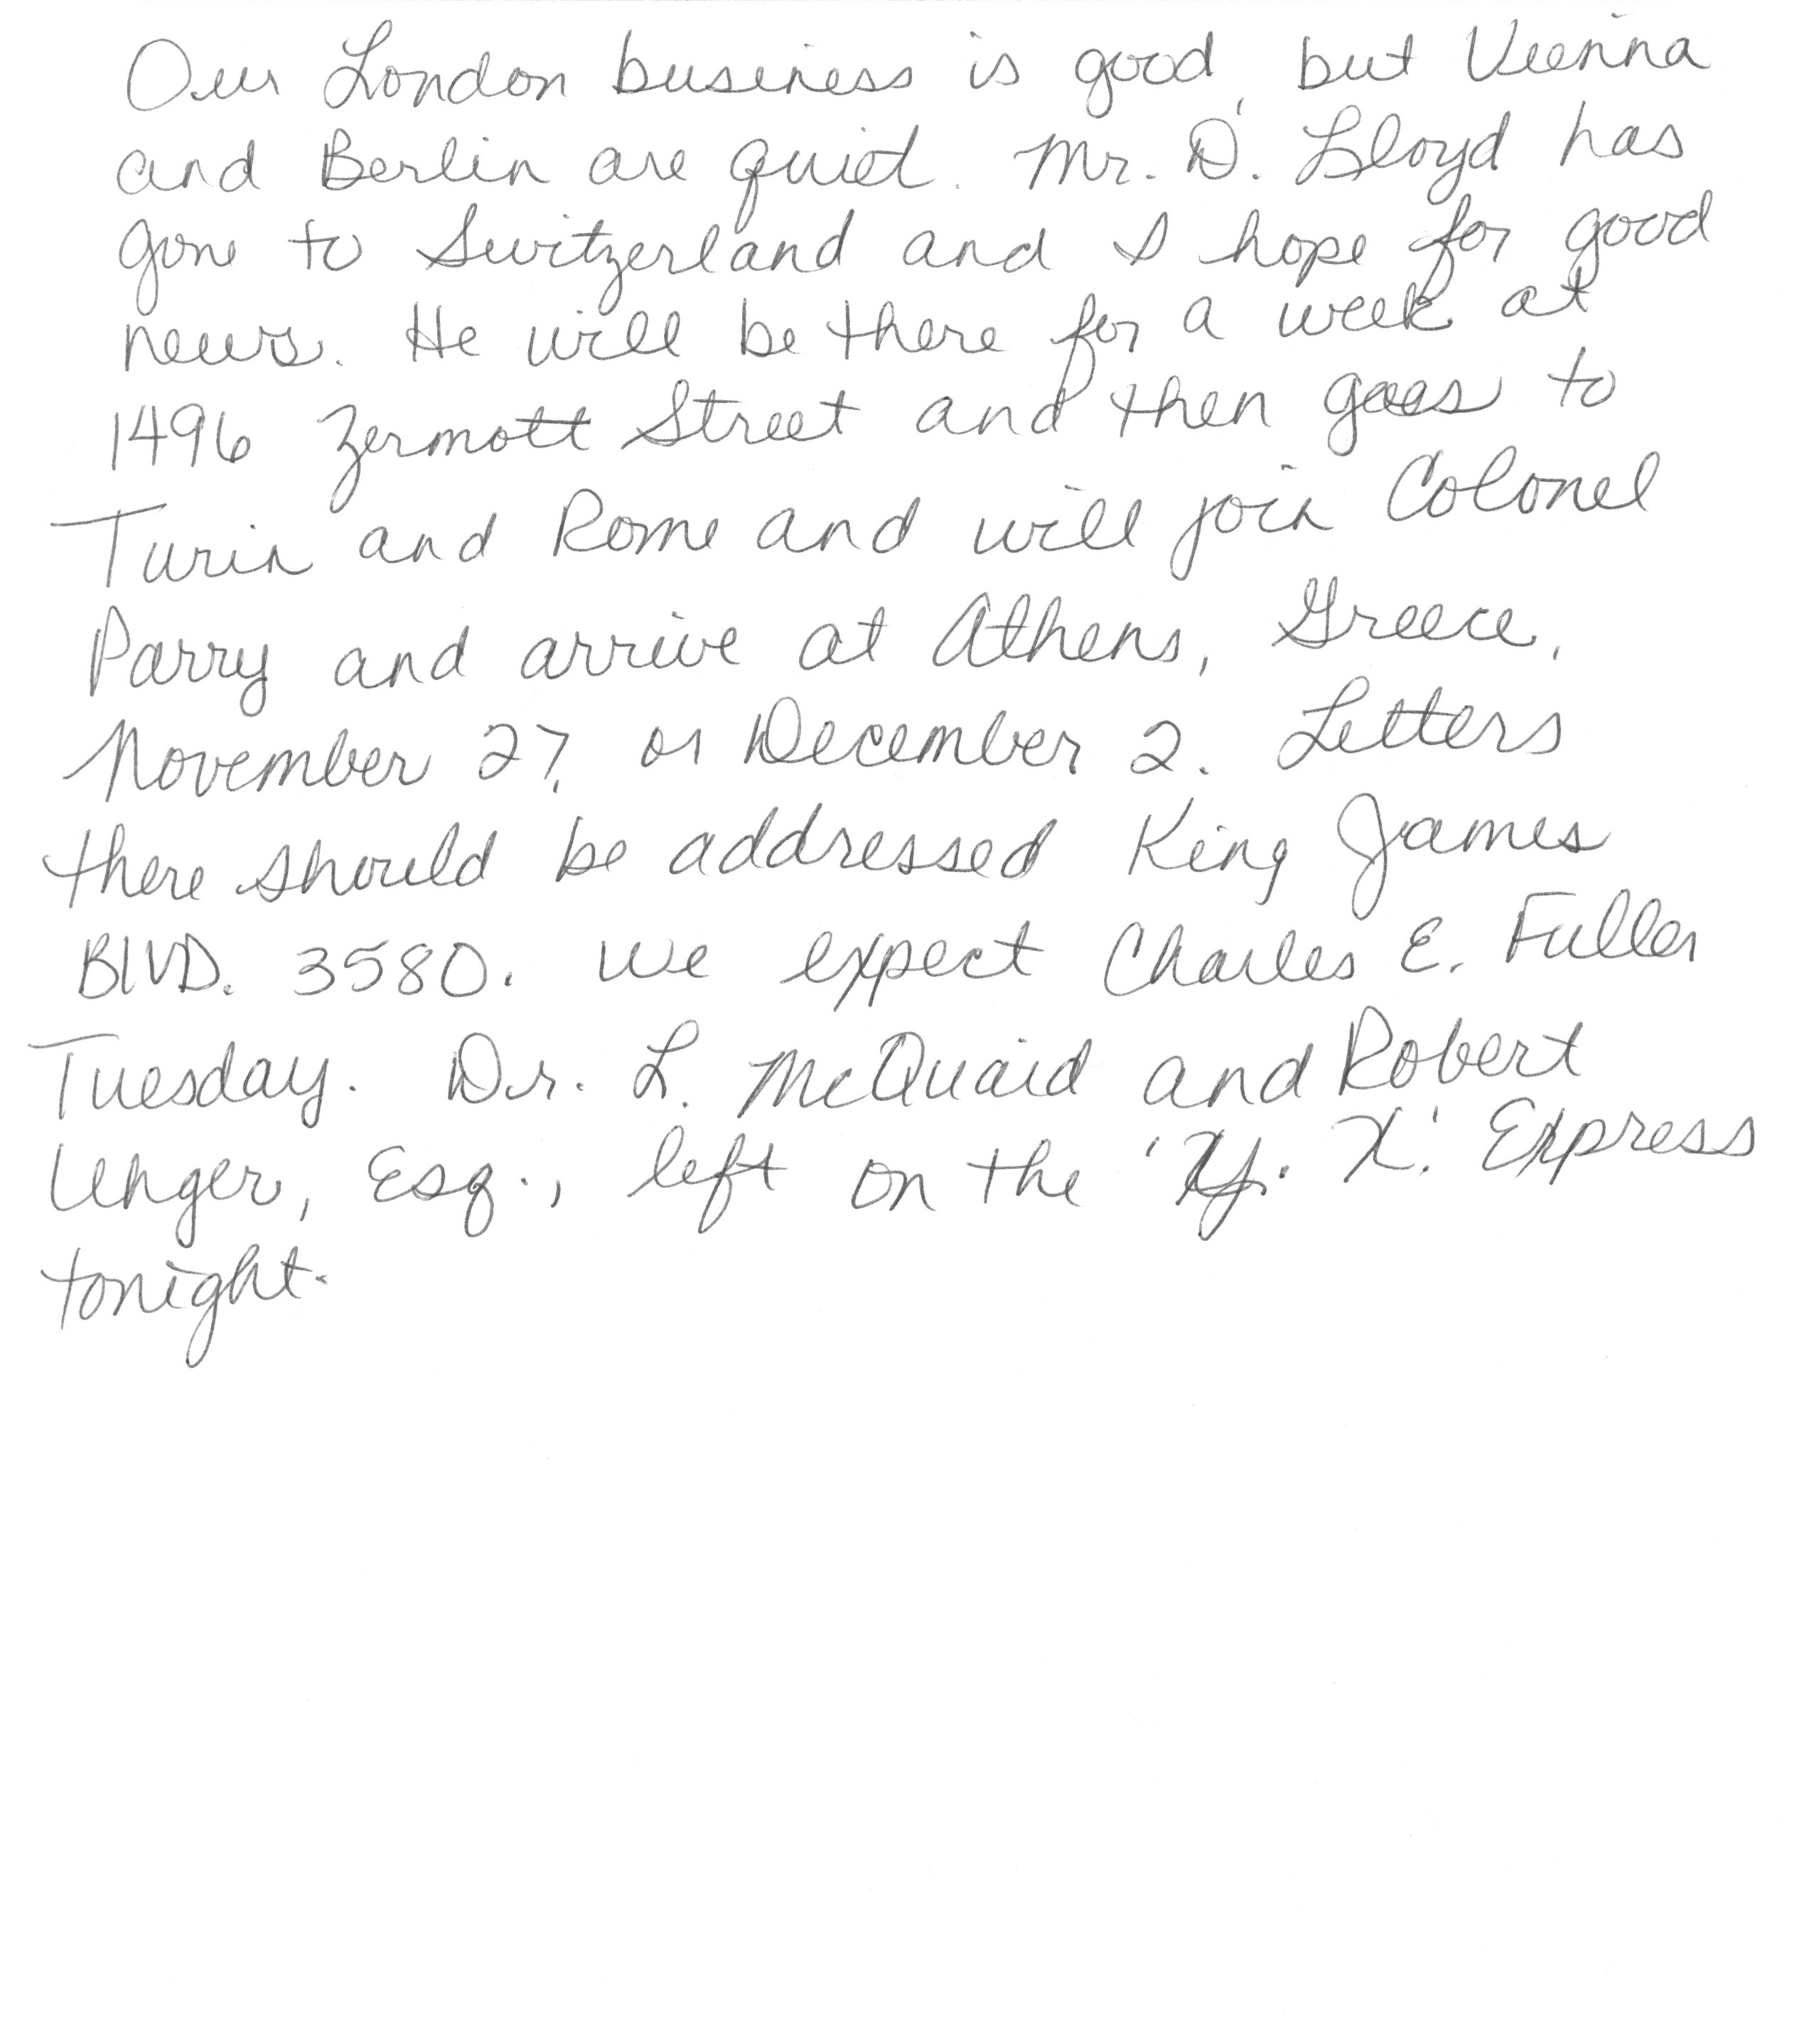 Our London business is good, but Vienna
and Berlin are quiet. Mr. D. Lloyd has
gone to Switzerland and I hope for good
news. He will be there for a week at
1496 Zermott Street and then goes to
Turin and Rome and will join Colonel
Parry and arrive at Athens, Greece,
November 27, or December 2. Letters
there should be addressed King James
BLVD. 3580. We expect Charles E. Fuller
Tuesday. Dr. L. McQuaid and Robert
Unger, Esq., left on the 'Y. X.' Express
tonight.